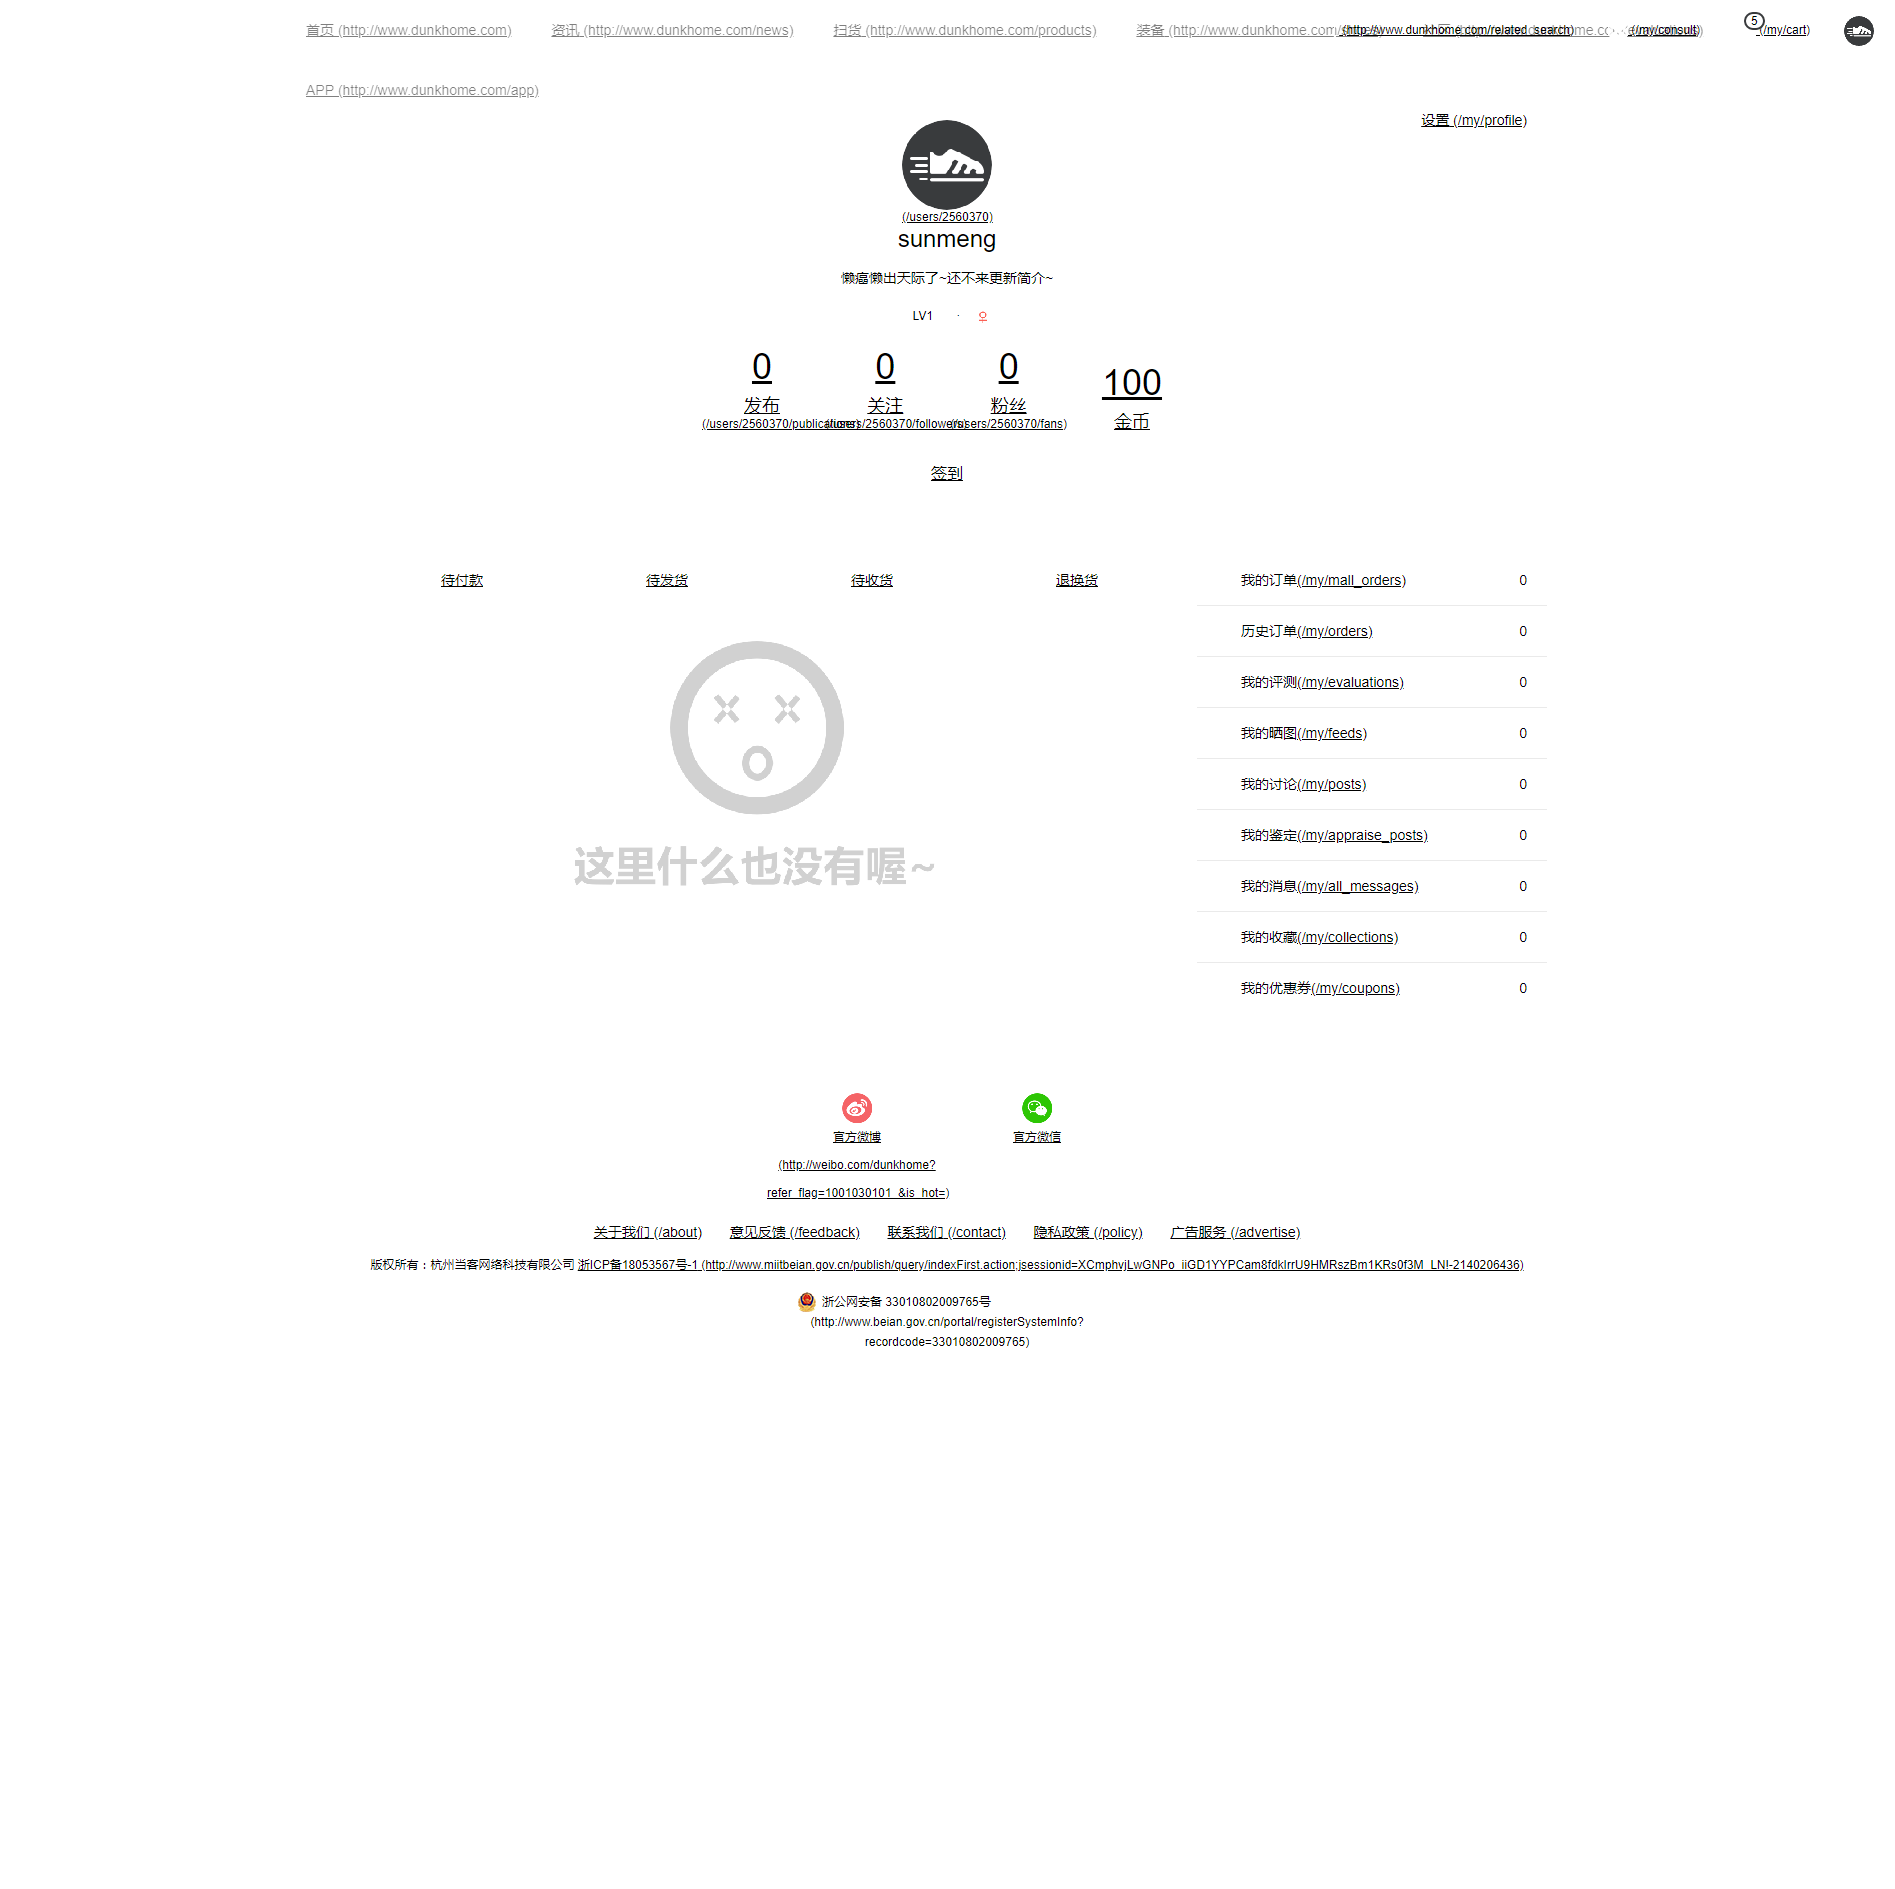 首页 (http://www.dunkhome.com)
资讯 (http://www.dunkhome.com/news)
扫货 (http://www.dunkhome.com/products)
装备 (http://www.dunkhome.com/
(http://www.dunkhome.com/related_search)
(/my/consult)
5
(/my/cart)
APP (http://www.dunkhome.com/app)
设置 (/my/profile)
(/users/2560370)
sunmeng
懒癌懒出天际了~还不来更新简介~
LV1 · ♀
0
发布
(/users/2560370/publications)
0
关注
(/users/2560370/followers)
0
粉丝
(/users/2560370/fans)
100
金币
签到
待付款
待发货
待收货
退换货
这里什么也没有喔~
我的订单(/my/mall_orders) 0
历史订单(/my/orders) 0
我的评测(/my/evaluations) 0
我的晒图(/my/feeds) 0
我的讨论(/my/posts) 0
我的鉴定(/my/appraise_posts) 0
我的消息(/my/all_messages) 0
我的收藏(/my/collections) 0
我的优惠券(/my/coupons) 0
官方微博
(http://weibo.com/dunkhome?
refer_flag=1001030101_&is_hot=)
官方微信
关于我们 (/about)
意见反馈 (/feedback)
联系我们 (/contact)
隐私政策 (/policy)
广告服务 (/advertise)
版权所有：杭州当客网络科技有限公司 浙ICP备18053567号-1 (http://www.miitbeian.gov.cn/publish/query/indexFirst.action;jsessionid=XCmphvjLwGNPo_iiGD1YYPCam8fdklrrU9HMRszBm1KRs0f3M_LN!-2140206436)
浙公网安备 33010802009765号
(http://www.beian.gov.cn/portal/registerSystemInfo?
recordcode=33010802009765)